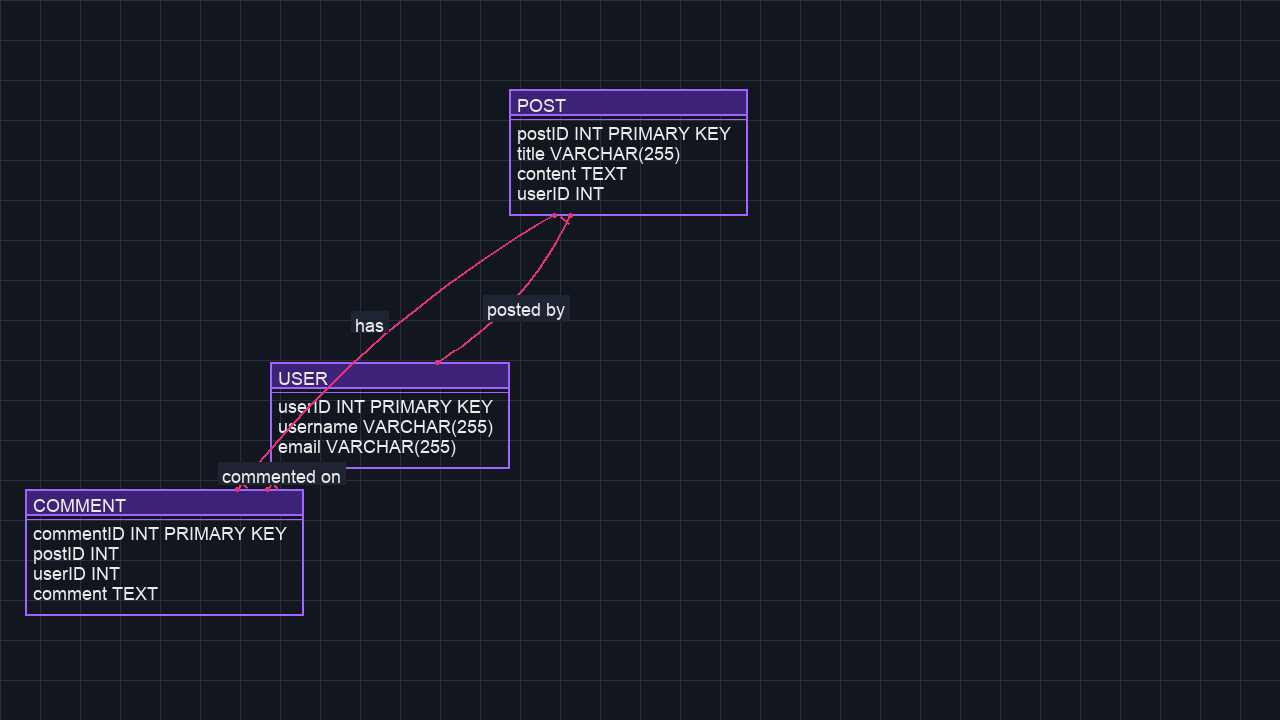 POST
postID INT PRIMARY KEY
title VARCHAR(255)
content TEXT
userID INT
posted by
has
USER
userID INT PRIMARY KEY
username VARCHAR(255)
email VARCHAR(255)
commented on
COMMENT
commentID INT PRIMARY KEY
postID INT
userID INT
comment TEXT